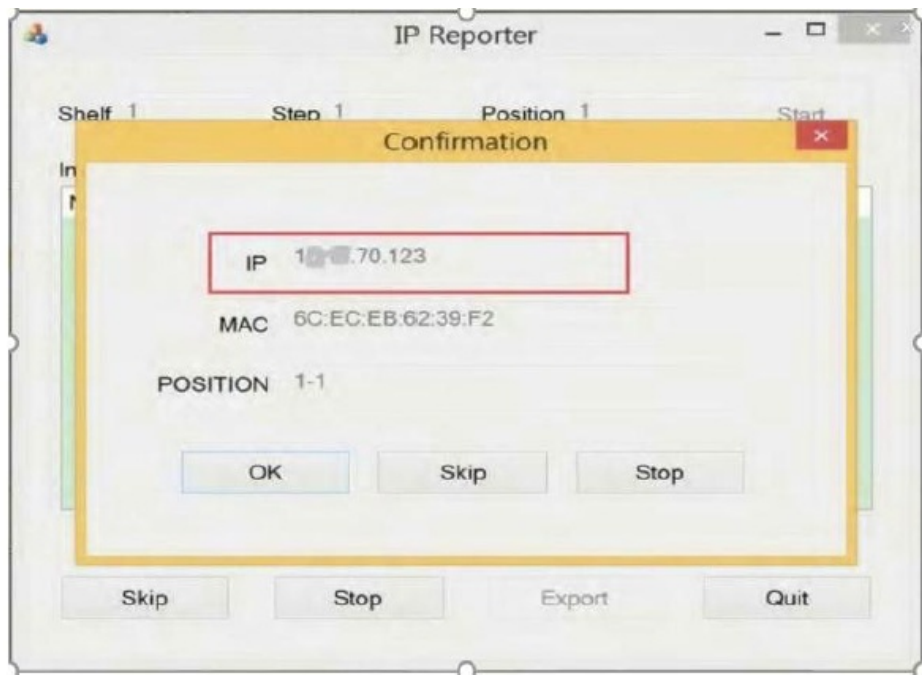 IP Reporter
Shelf 1 Step 1 Position 1 Start
Confirmation
In
IP .70.123
MAC 6C:EC:EB:62:39:F2
POSITION 1-1
OK Skip Stop
Skip Stop Export Quit